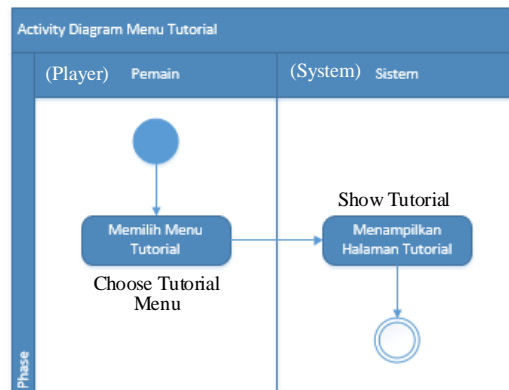 Activity Diagram Menu Tutorial
(Player) Pemain
(System) Sistem
Memilih Menu
Tutorial
Choose Tutorial
Menu
Show Tutorial
Menampilkan
Halaman Tutorial
Phase